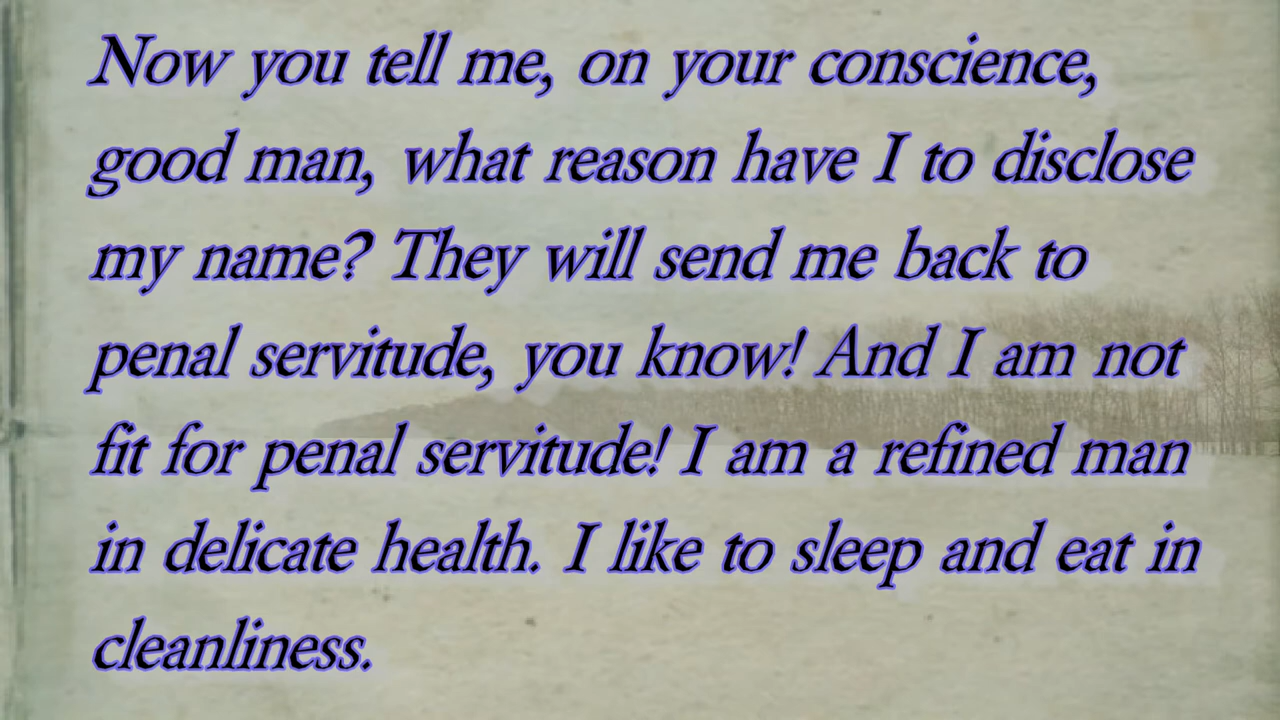 Now you tell me, on your conscience,
good man, what reason have I to disclose
my name? They will send me back to
penal servitude, you know! And I am not
fit for penal servitude! I am a refined man
in delicate health. I like to sleep and eat in
cleanliness.